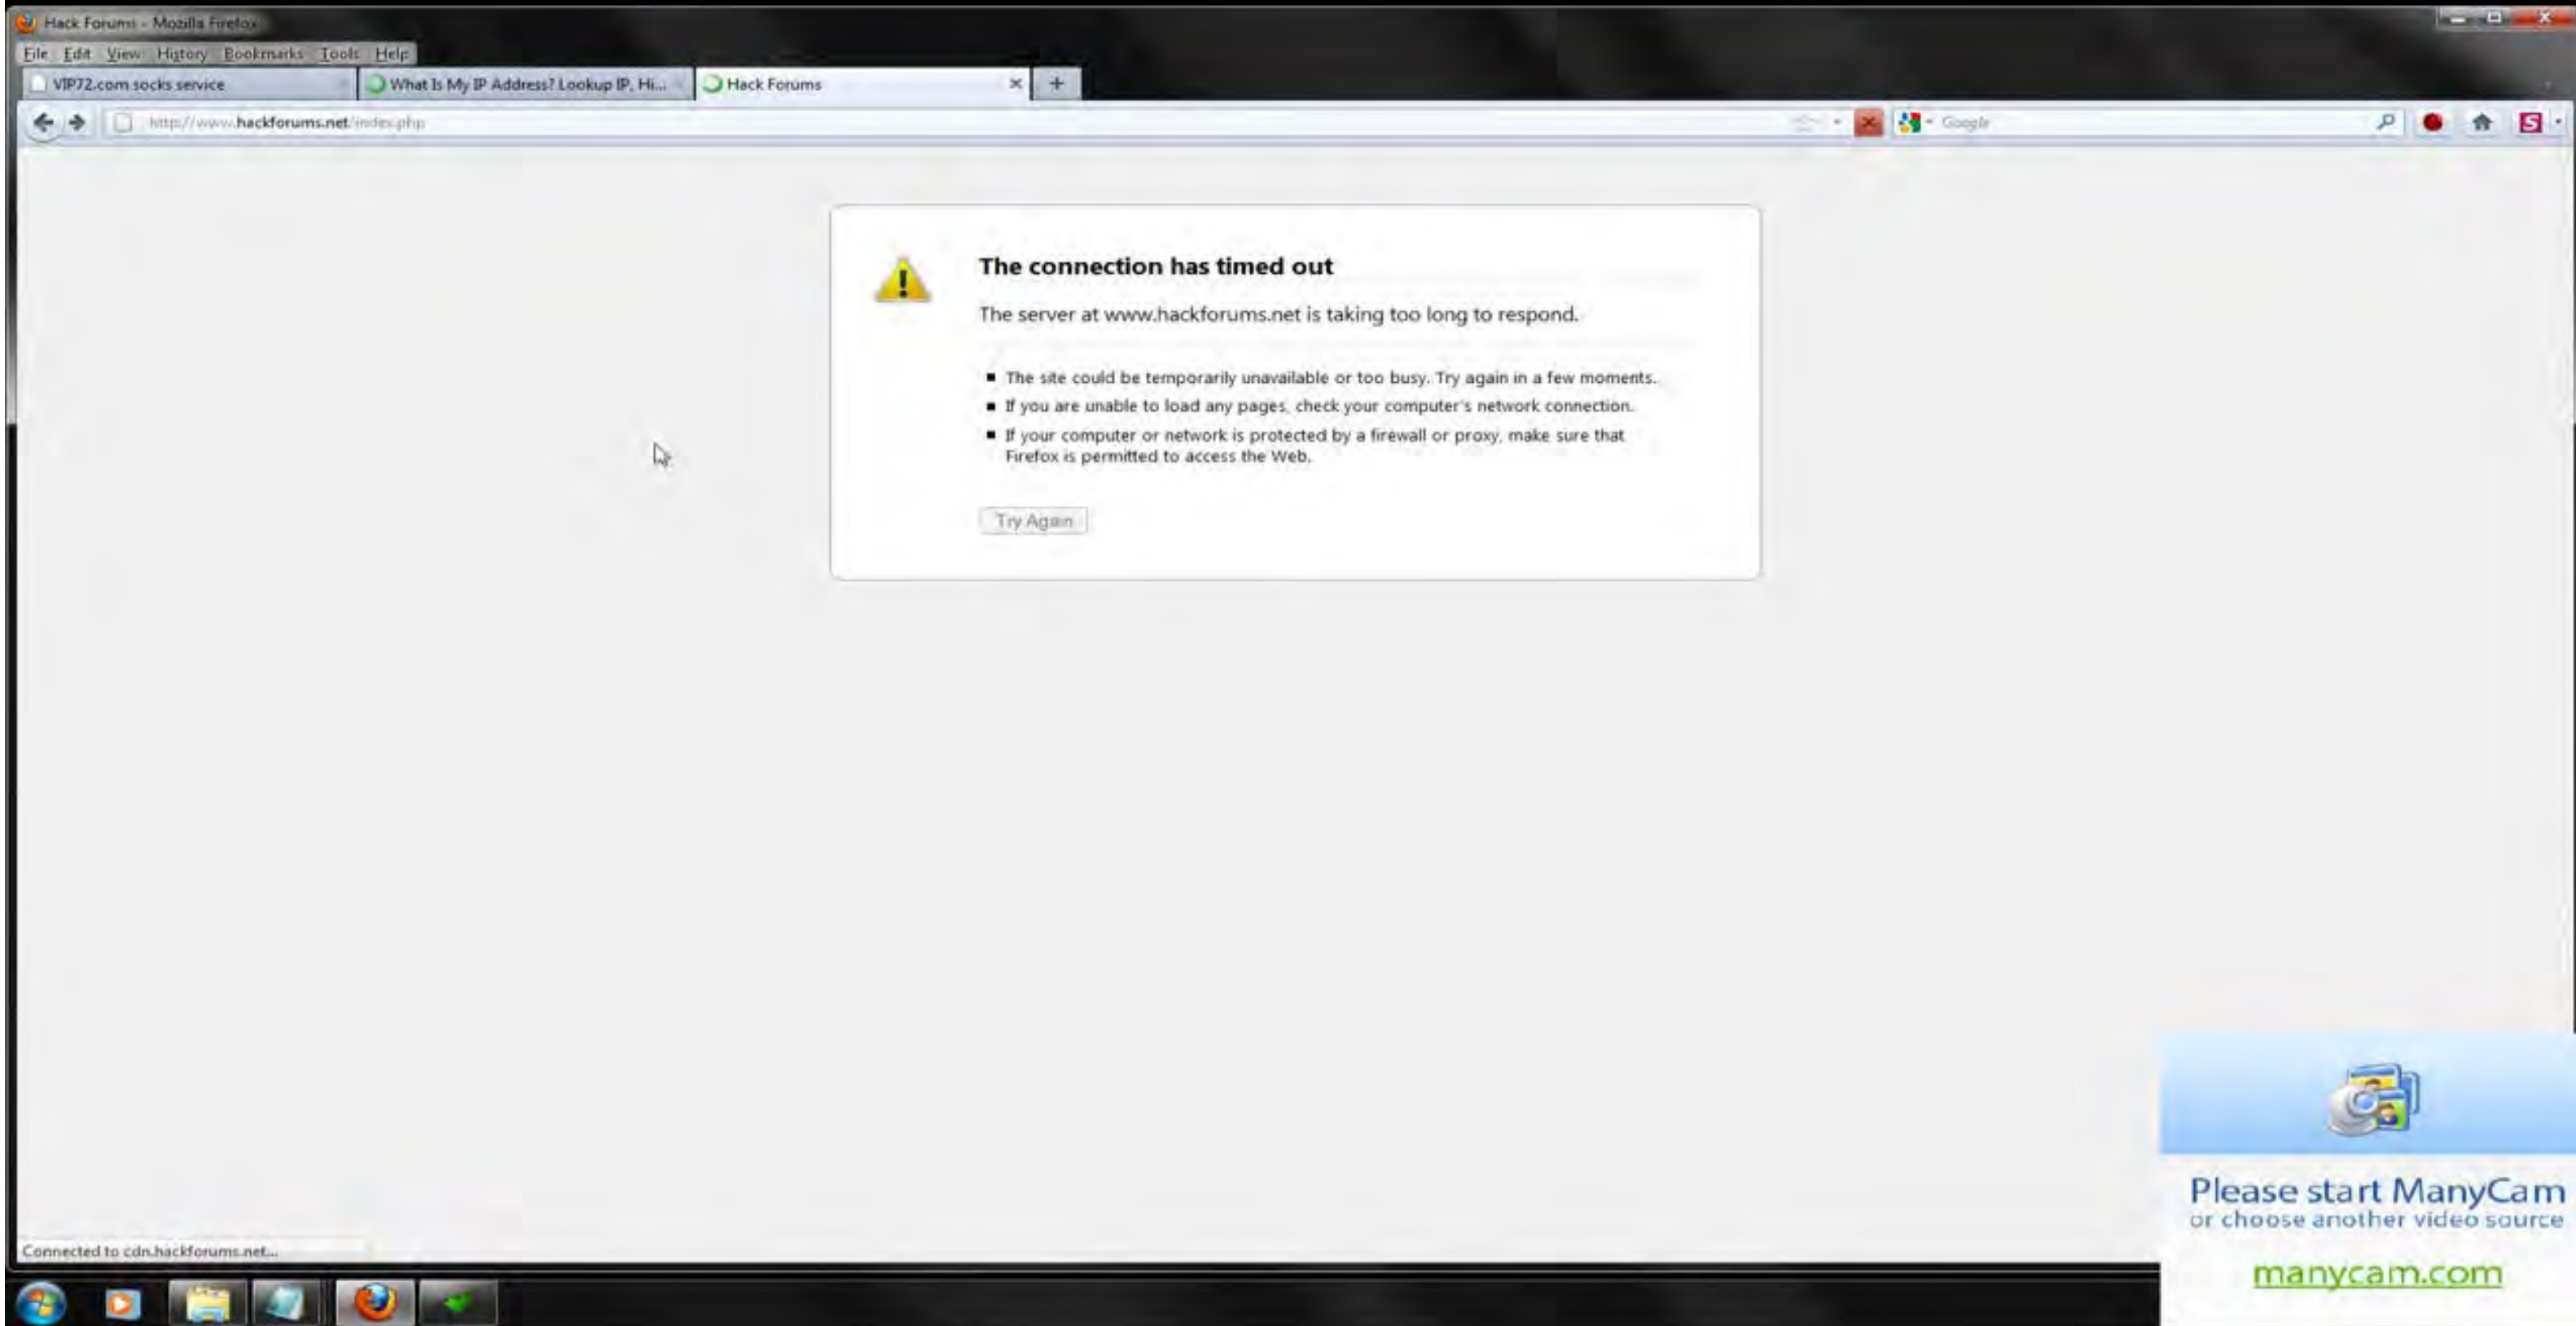 Hack Forums - Mozilla Firefox
File Edit View History Bookmarks Tools Help
VIP72.com socks service
What Is My IP Address? Lookup IP, Hi...
Hack Forums
http://www.hackforums.net/index.php
Google
The connection has timed out
The server at www.hackforums.net is taking too long to respond.
The site could be temporarily unavailable or too busy. Try again in a few moments.
If you are unable to load any pages, check your computer's network connection.
If your computer or network is protected by a firewall or proxy, make sure that
Firefox is permitted to access the Web.
Try Again
Please start ManyCam
or choose another video source
manycam.com
Connected to cdn.hackforums.net...